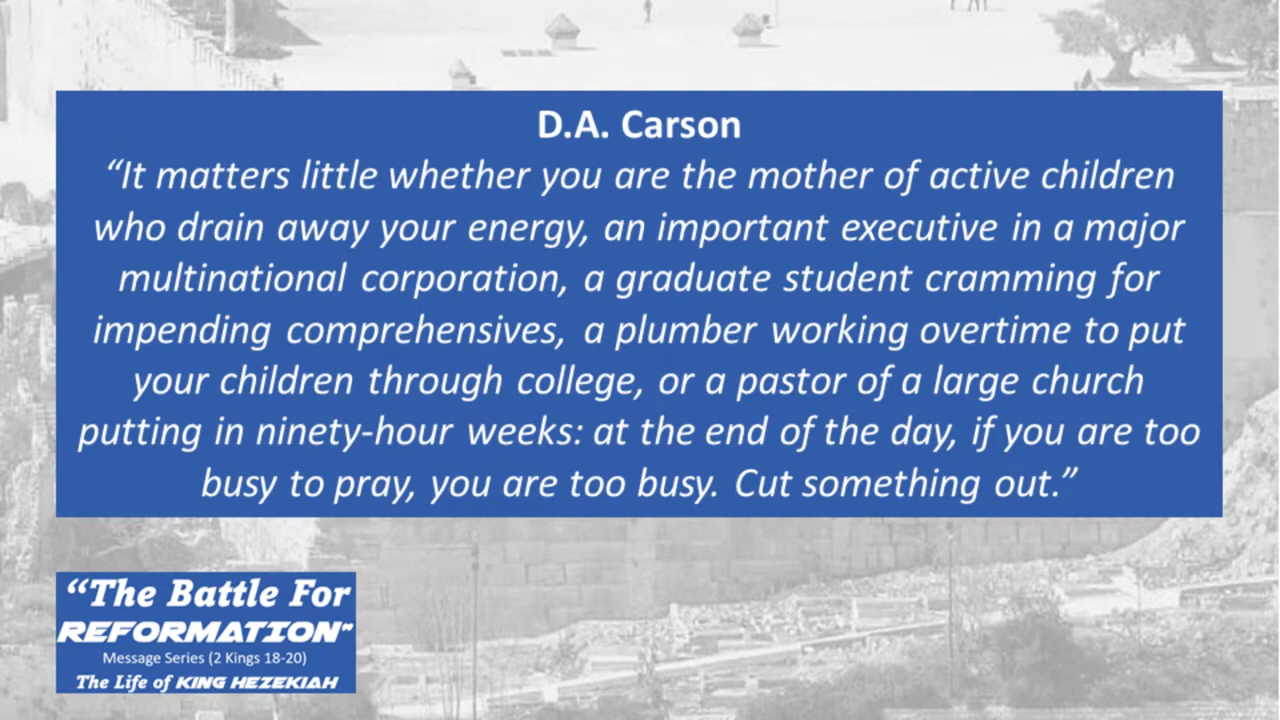 D.A. Carson
“It matters little whether you are the mother of active children
who drain away your energy, an important executive in a major
multinational corporation, a graduate student cramming for
impending comprehensives, a plumber working overtime to put
your children through college, or a pastor of a large church
putting in ninety-hour weeks: at the end of the day, if you are too
busy to pray, you are too busy. Cut something out.”
“The Battle For
REFORMATION”
Message Series (2 Kings 18-20)
The Life of KING HEZEKIAH